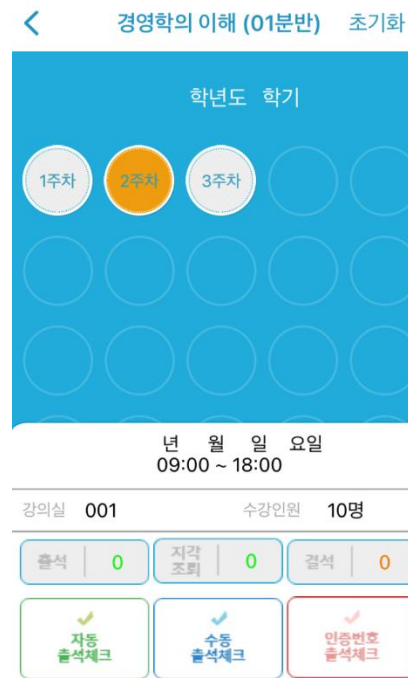 경영학의 이해 (01분반) 초기화
학년도 학기
1주차 2주차 3주차
년 월 일 요일
09:00 ~ 18:00
강의실 001 수강인원 10명
출석 0 지각 조퇴 0 결석 0
자동 출석체크
수동 출석체크
인증번호 출석체크